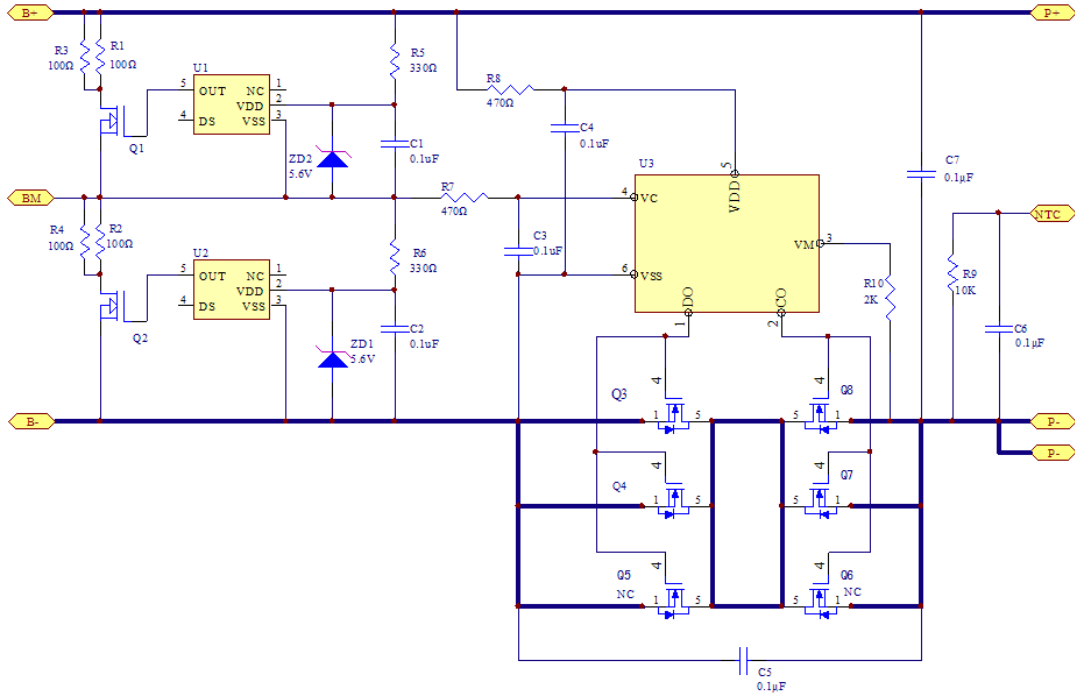 B+
P+
R3
100Ω
R1
100Ω
U1
5
OUT
NC
1
VDD
2
4
DS
VSS
3
Q1
R5
330Ω
ZD2
5.6V
C1
0.1uF
R8
470Ω
C4
0.1uF
U3
5
VDD
4
VC
VM
3
6
VSS
DO
1
CO
2
C7
0.1µF
BM
R7
470Ω
NTC
R4
100Ω
R2
100Ω
U2
5
OUT
NC
1
VDD
2
4
DS
VSS
3
Q2
R6
330Ω
C3
0.1uF
ZD1
5.6V
C2
0.1uF
R10
2K
R9
10K
C6
0.1µF
B-
P-
P-
Q3
4
1
5
Q8
4
5
1
Q4
4
1
5
Q7
4
5
1
Q5
NC
4
1
5
Q6
NC
4
5
1
C5
0.1µF